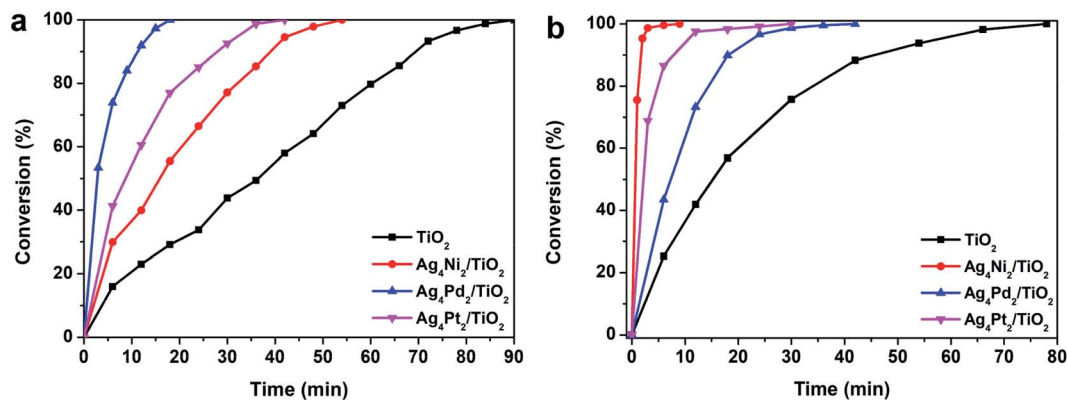 a
100
80
60
40
20
0
Conversion (%)
TiO2
Ag4Ni2/TiO2
Ag4Pd2/TiO2
Ag4Pt2/TiO2
0 10 20 30 40 50 60 70 80 90
Time (min)
b
100
80
60
40
20
0
Conversion (%)
TiO2
Ag4Ni2/TiO2
Ag4Pd2/TiO2
Ag4Pt2/TiO2
0 10 20 30 40 50 60 70 80
Time (min)